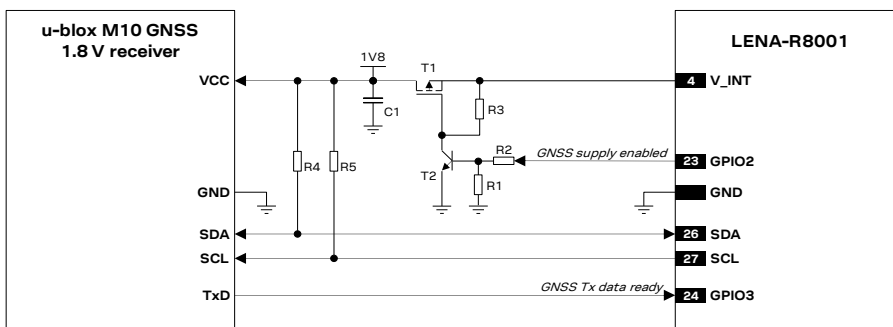 u-blox M10 GNSS
1.8 V receiver
LENA-R8001
1V8
T1
VCC
4 V_INT
C1
R3
R2
GNSS supply enabled
23 GPIO2
R4
R5
T2
R1
GND
GND
SDA
26 SDA
SCL
27 SCL
GNSS Tx data ready
TxD
24 GPIO3